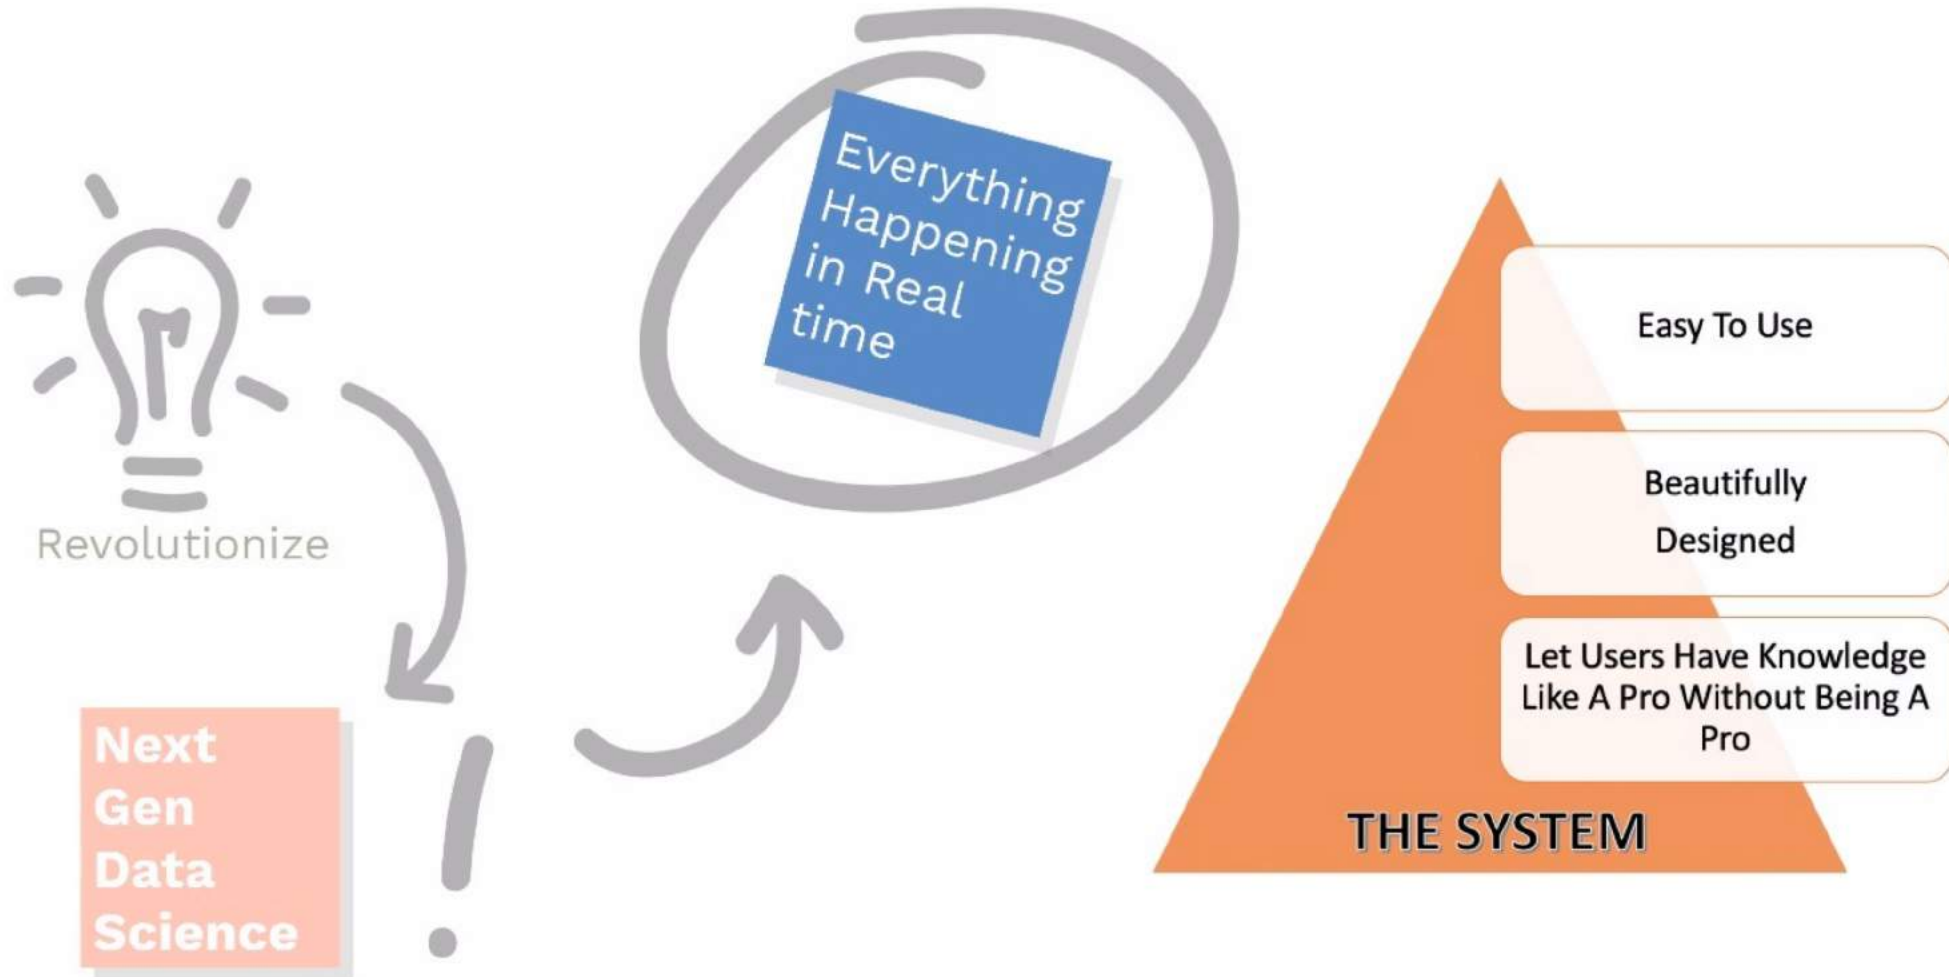 Revolutionize
Next
Gen
Data
Science
Everything
Happening
in Real
time
Easy To Use
Beautifully
Designed
Let Users Have Knowledge
Like A Pro Without Being A
Pro
THE SYSTEM